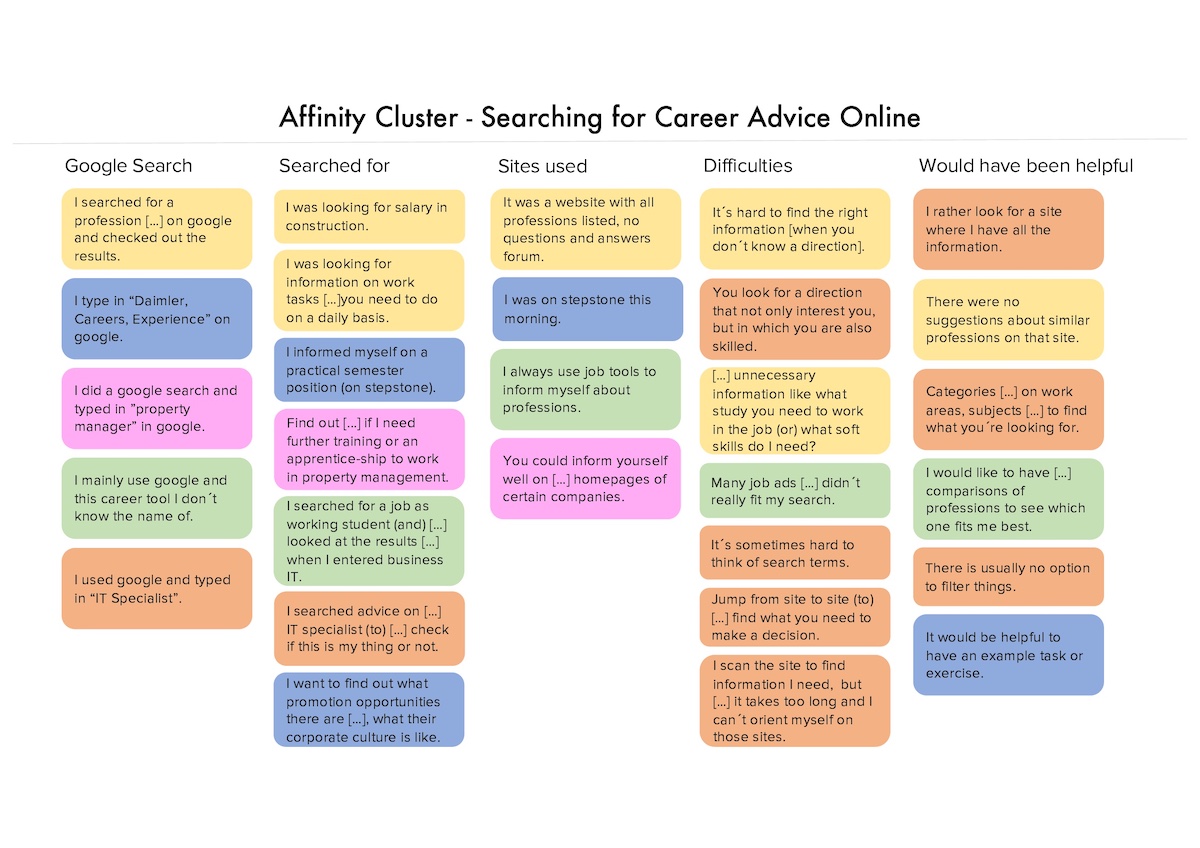 Affinity Cluster - Searching for Career Advice Online
Google Search
I searched for a
profession [...] on google
and checked out the
results.
I type in “Daimler,
Careers, Experience” on
google.
I did a google search and
typed in ”property
manager” in google.
I mainly use google and
this career tool I don´t
know the name of.
I used google and typed
in “IT Specialist”.
Searched for
I was looking for salary in
construction.
I was looking for
information on work
tasks [...]you need to do
on a daily basis.
I informed myself on a
practical semester
position (on stepstone).
Find out [...] if I need
further training or an
apprentice-ship to work
in property management.
I searched for a job as
working student (and) [...]
looked at the results [...]
when I entered business
IT.
I searched advice on [...]
IT specialist (to) [...] check
if this is my thing or not.
I want to find out what
promotion opportunities
there are [...], what their
corporate culture is like.
Sites used
It was a website with all
professions listed, no
questions and answers
forum.
I was on stepstone this
morning.
I always use job tools to
inform myself about
professions.
You could inform yourself
well on [...] homepages of
certain companies.
Difficulties
It´s hard to find the right
information [when you
don´t know a direction].
You look for a direction
that not only interest you,
but in which you are also
skilled.
[...] unnecessary
information like what
study you need to work
in the job (or) what soft
skills do I need?
Many job ads [...] didn´t
really fit my search.
It´s sometimes hard to
think of search terms.
Jump from site to site (to)
[...] find what you need to
make a decision.
I scan the site to find
information I need,  but
[...] it takes too long and I
can´t orient myself on
those sites.
Would have been helpful
I rather look for a site
where I have all the
information.
There were no
suggestions about similar
professions on that site.
Categories [...] on work
areas, subjects [...] to find
what you´re looking for.
I would like to have [...]
comparisons of
professions to see which
one fits me best.
There is usually no option
to filter things.
It would be helpful to
have an example task or
exercise.